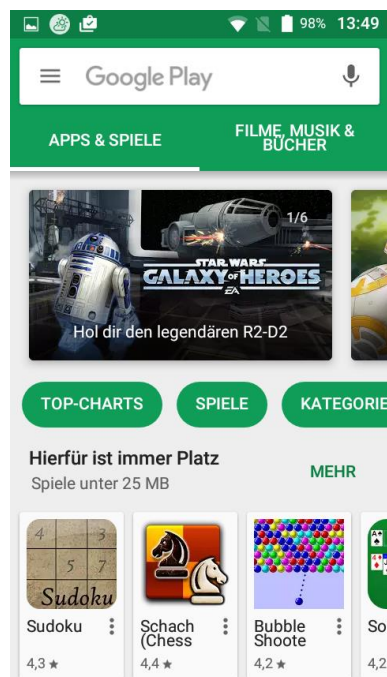 98% 13:49
Google Play
APPS & SPIELE
FILME, MUSIK &
BÜCHER
1/6
STAR WARS
GALAXY OF HEROES
EA
Hol dir den legendären R2-D2
TOP-CHARTS SPIELE KATEGORIE
Hierfür ist immer Platz
MEHR
Spiele unter 25 MB
4 3
5 7
Sudoku
A
4
Sudoku
Schach
(Chess
Bubble
Shoote
So
4,3 ★ 4,4 ★ 4,2 ★ 4,2